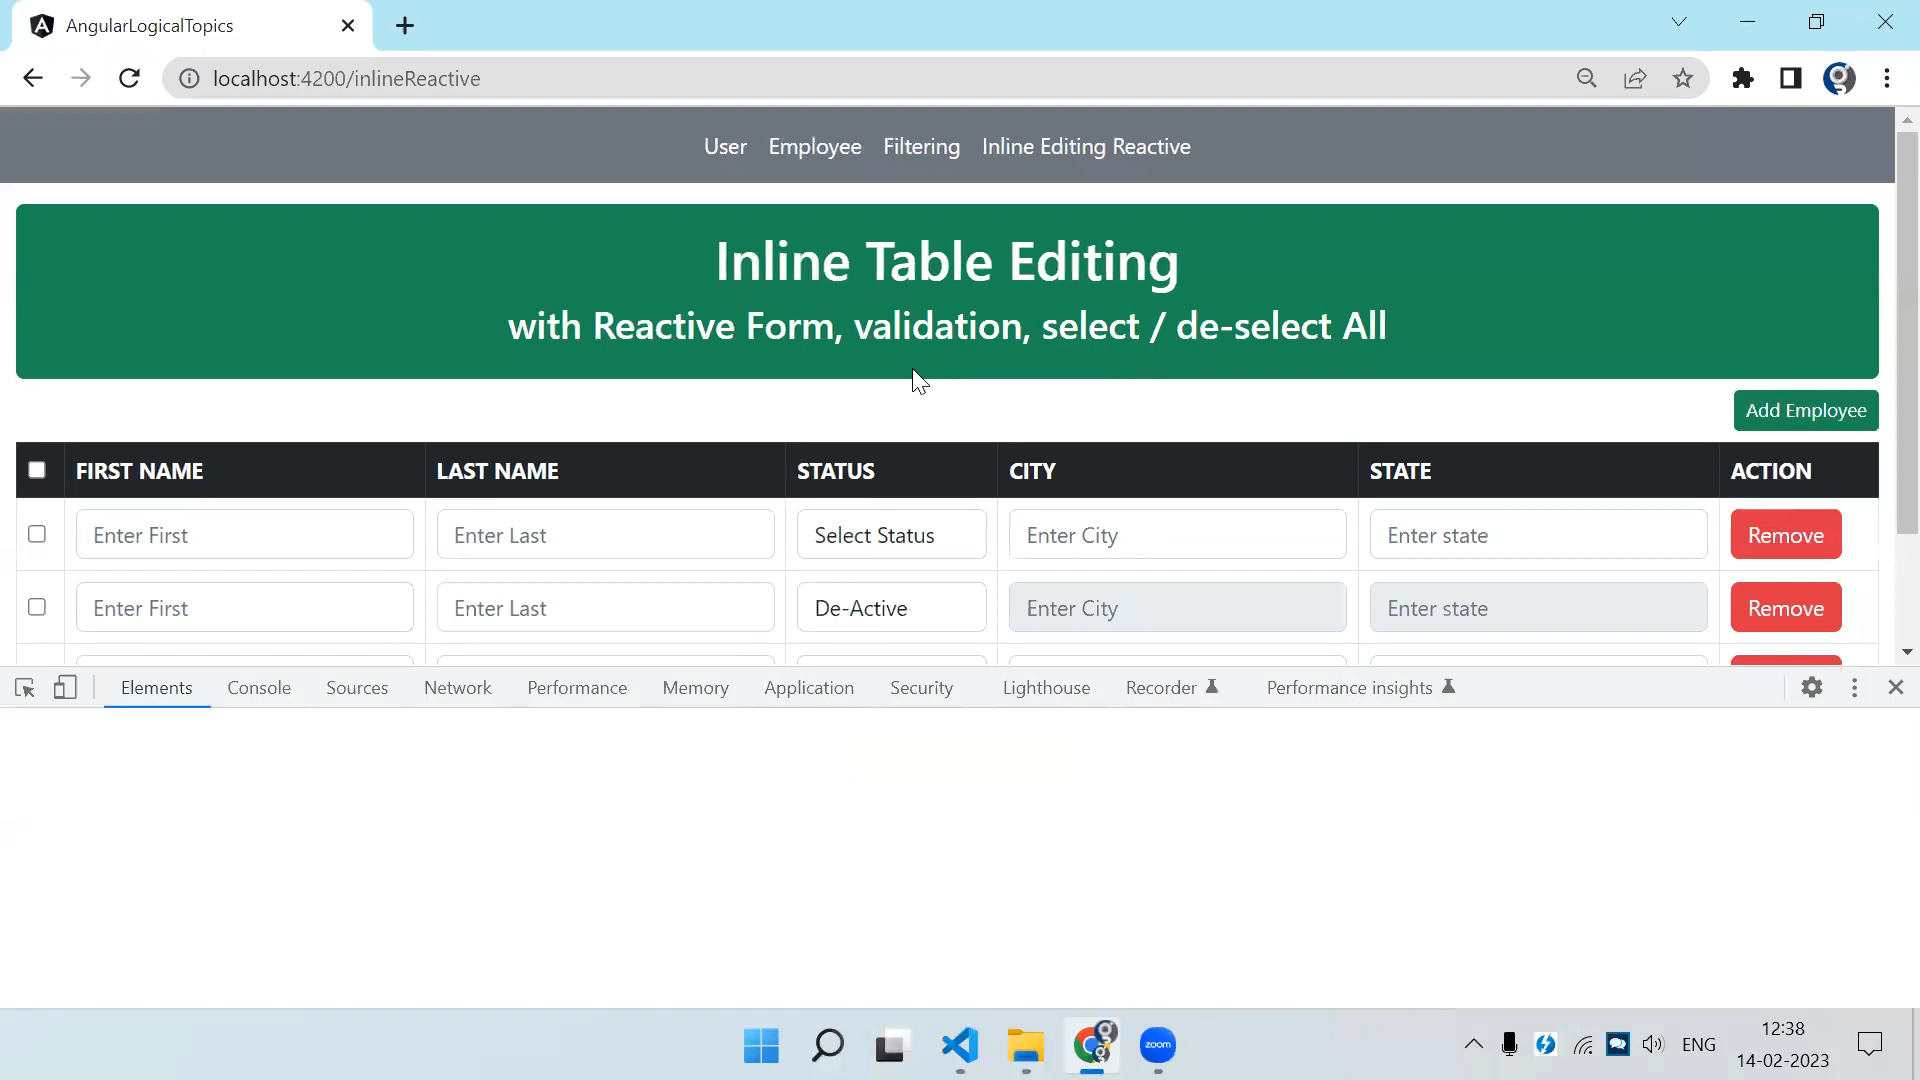 AngularLogicalTopics
localhost:4200/inlineReactive
User Employee Filtering Inline Editing Reactive
Inline Table Editing
with Reactive Form, validation, select / de-select All
Add Employee
FIRST NAME LAST NAME STATUS CITY STATE ACTION
Enter First Enter Last Select Status Enter City Enter state Remove
Enter First Enter Last De-Active Enter City Enter state Remove
Elements Console Sources Network Performance Memory Application Security Lighthouse Recorder Performance insights
zoom
ENG
12:38
14-02-2023